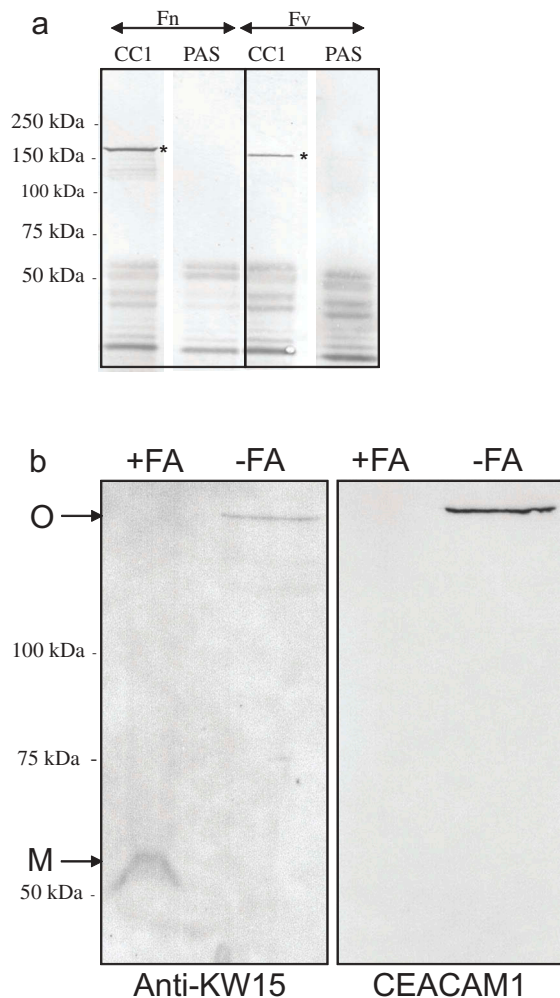 a
Fn Fv
CC1 PAS CC1 PAS
250 kDa -
150 kDa -
* *
100 kDa -
75 kDa -
50 kDa -
b
+FA -FA +FA -FA
O
100 kDa -
75 kDa -
M
50 kDa -
Anti-KW15 CEACAM1